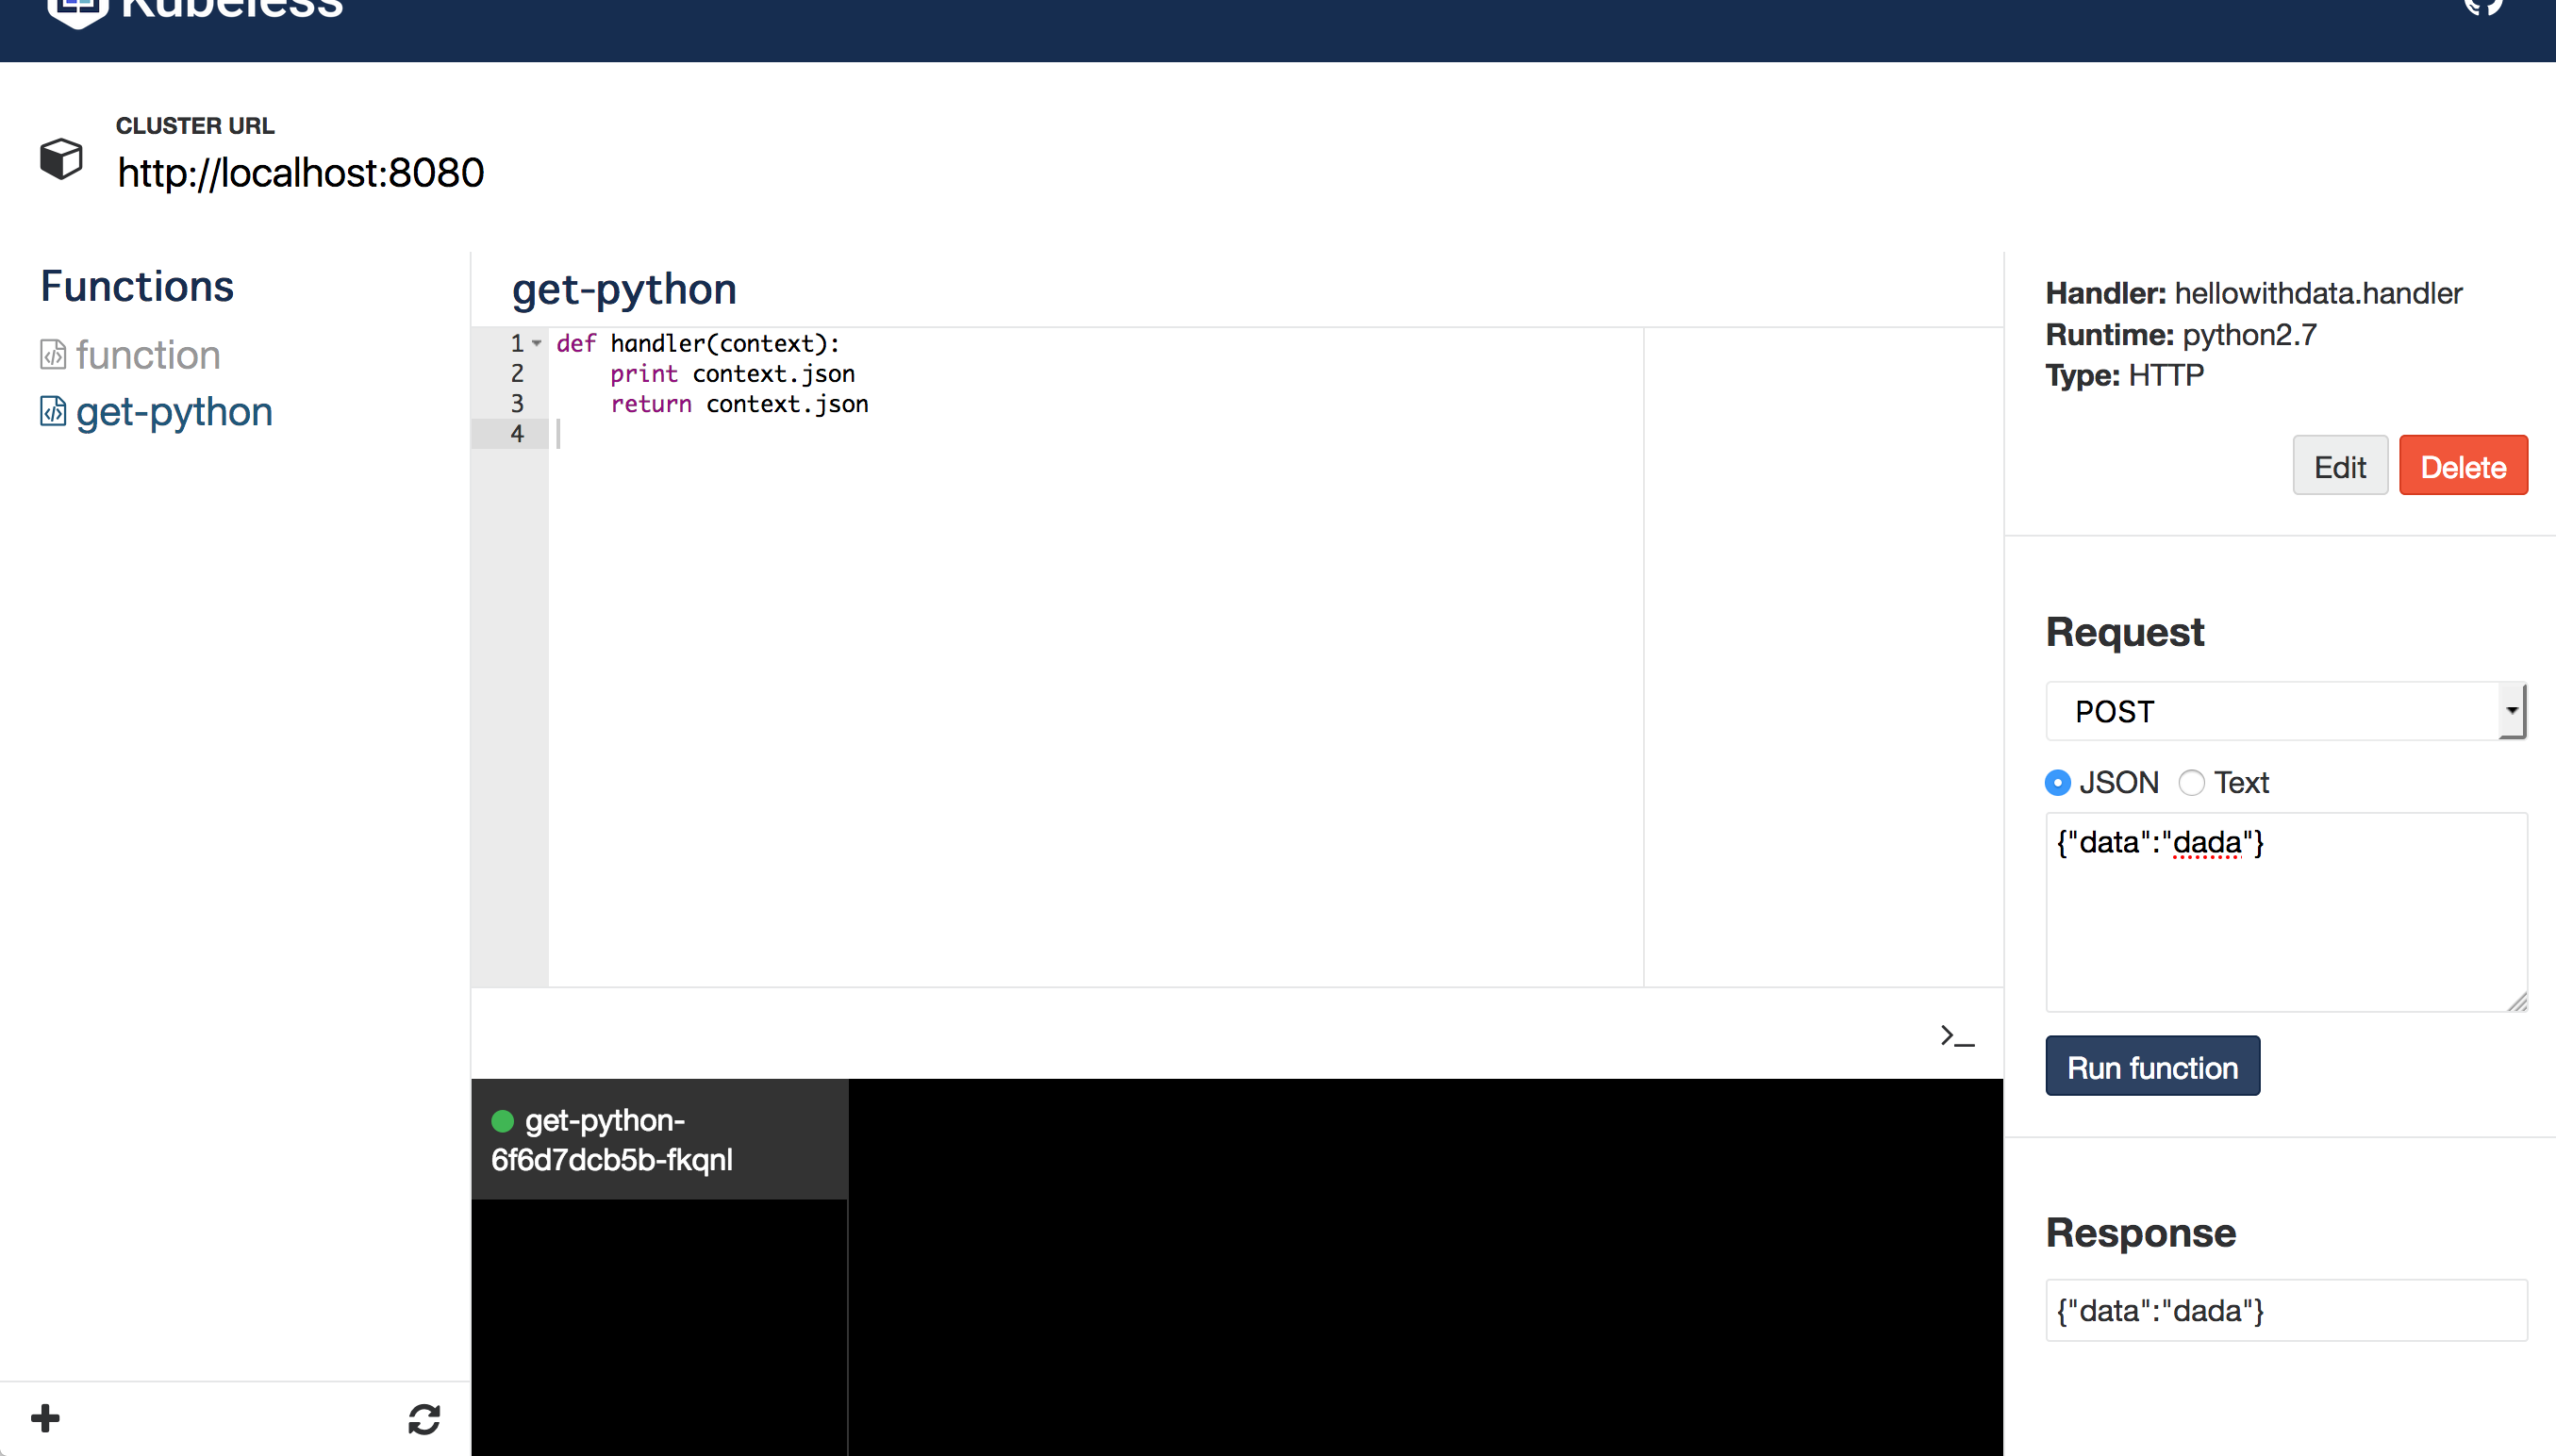 Kubeless
CLUSTER URL
http://localhost:8080
Functions
function
get-python
get-python
1 def handler(context):
2     print context.json
3     return context.json
4
>_
get-python-
6f6d7dcb5b-fkqnl
Handler: hellowithdata.handler
Runtime: python2.7
Type: HTTP
Edit Delete
Request
POST
JSON Text
{"data":"dada"}
Run function
Response
{"data":"dada"}